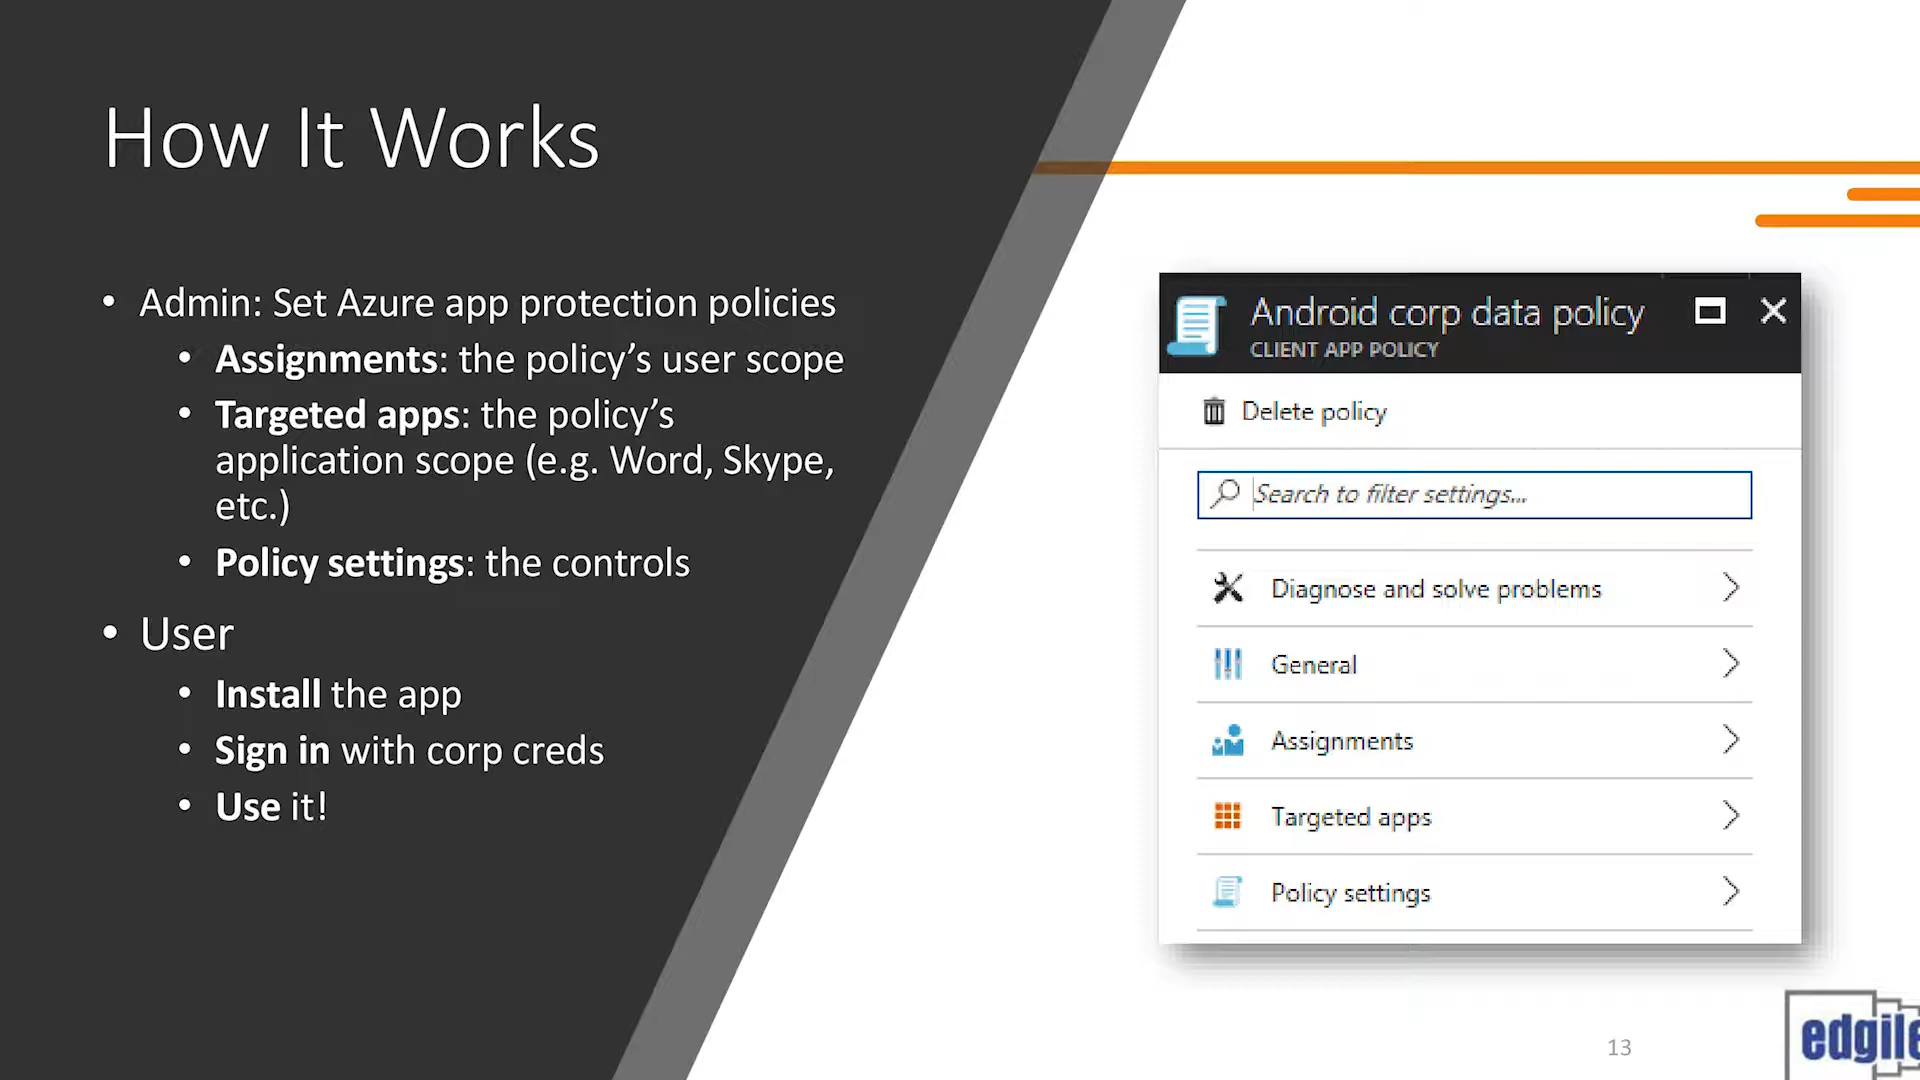 How It Works
• Admin: Set Azure app protection policies
• Assignments: the policy’s user scope
• Targeted apps: the policy’s
application scope (e.g. Word, Skype,
etc.)
• Policy settings: the controls
• User
• Install the app
• Sign in with corp creds
• Use it!
Android corp data policy
CLIENT APP POLICY
Delete policy
Search to filter settings...
Diagnose and solve problems
General
Assignments
Targeted apps
Policy settings
13
edgile